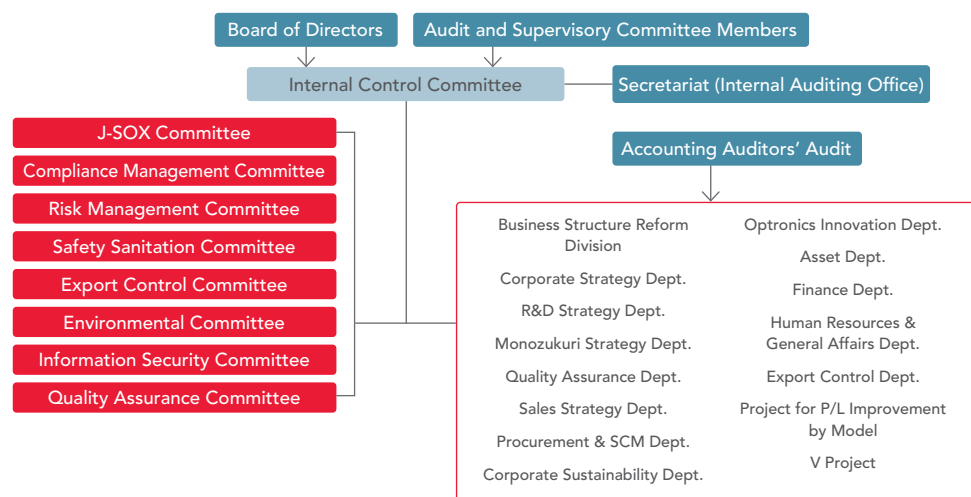 Board of Directors
Audit and Supervisory Committee Members
Internal Control Committee
Secretariat (Internal Auditing Office)
J-SOX Committee
Compliance Management Committee
Risk Management Committee
Safety Sanitation Committee
Export Control Committee
Environmental Committee
Information Security Committee
Quality Assurance Committee
Accounting Auditors’ Audit
Business Structure Reform
Division
Corporate Strategy Dept.
R&D Strategy Dept.
Monozukuri Strategy Dept.
Quality Assurance Dept.
Sales Strategy Dept.
Procurement & SCM Dept.
Corporate Sustainability Dept.
Optronics Innovation Dept.
Asset Dept.
Finance Dept.
Human Resources &
General Affairs Dept.
Export Control Dept.
Project for P/L Improvement
by Model
V Project